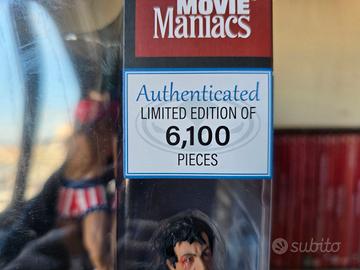 MOVIE
Maniacs
Authenticated
LIMITED EDITION OF
6,100
PIECES
subito